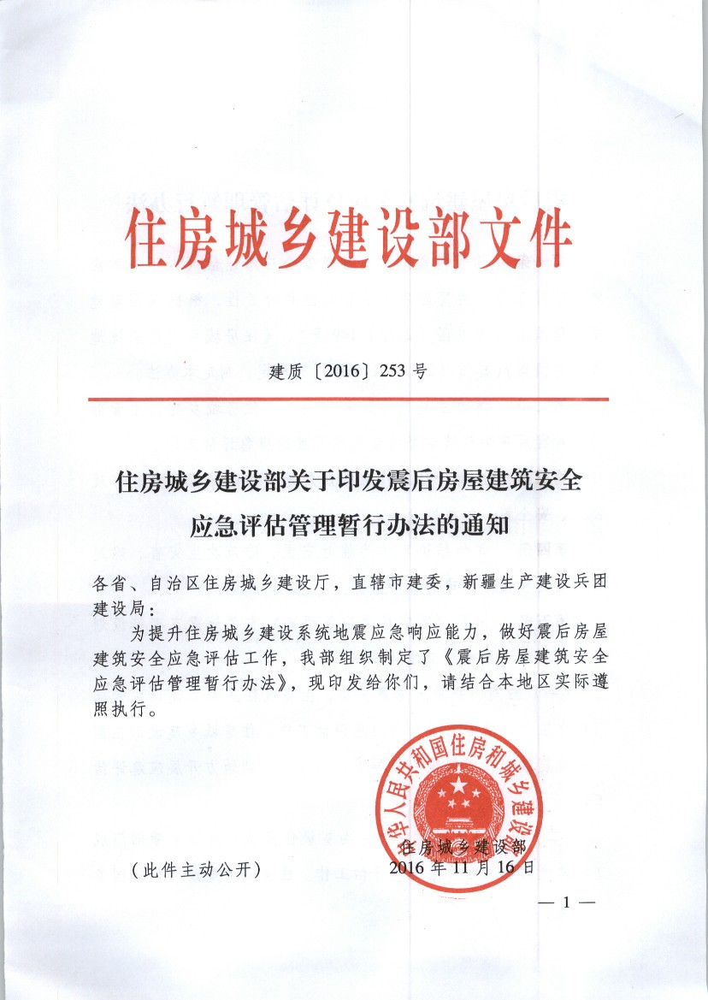 住房城乡建设部文件
建质〔2016〕253号
住房城乡建设部关于印发震后房屋建筑安全
应急评估管理暂行办法的通知
各省、自治区住房城乡建设厅，直辖市建委，新疆生产建设兵团
建设局：
为提升住房城乡建设系统地震应急响应能力，做好震后房屋
建筑安全应急评估工作，我部组织制定了《震后房屋建筑安全
应急评估管理暂行办法》，现印发给你们，请结合本地区实际遵
照执行。
中华人民共和国住房和城乡建设部
住房城乡建设部
（此件主动公开）
2016年11月16日
— 1 —